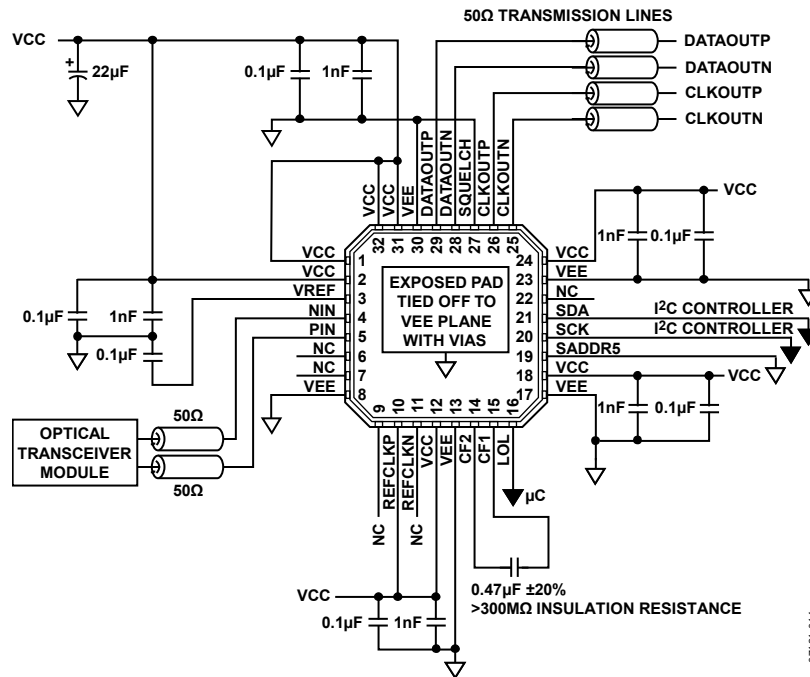 50Ω TRANSMISSION LINES
VCC
22µF
+
0.1µF
1nF
DATAOUTP
DATAOUTN
CLKOUTP
CLKOUTN
VCC
VCC
VEE
DATAOUTP
DATAOUTN
SQUELCH
CLKOUTP
CLKOUTN
32
31
30
29
28
27
26
25
VCC
1
VCC
2
VREF
3
NIN
4
PIN
5
NC
6
NC
7
VEE
8
EXPOSED PAD
TIED OFF TO
VEE PLANE
WITH VIAS
24
VCC
23
VEE
22
NC
21
SDA
20
SCK
19
SADDR5
18
VCC
17
VEE
VCC
1nF
0.1µF
I2C CONTROLLER
I2C CONTROLLER
VCC
1nF
0.1µF
0.1µF
1nF
0.1µF
50Ω
OPTICAL
TRANSCEIVER
MODULE
50Ω
9
10
11
12
13
14
15
16
REFCLKP
REFCLKN
VCC
VEE
CF2
CF1
LOL
NC
NC
µC
VCC
0.1µF
1nF
0.47µF ±20%
>300MΩ INSULATION RESISTANCE